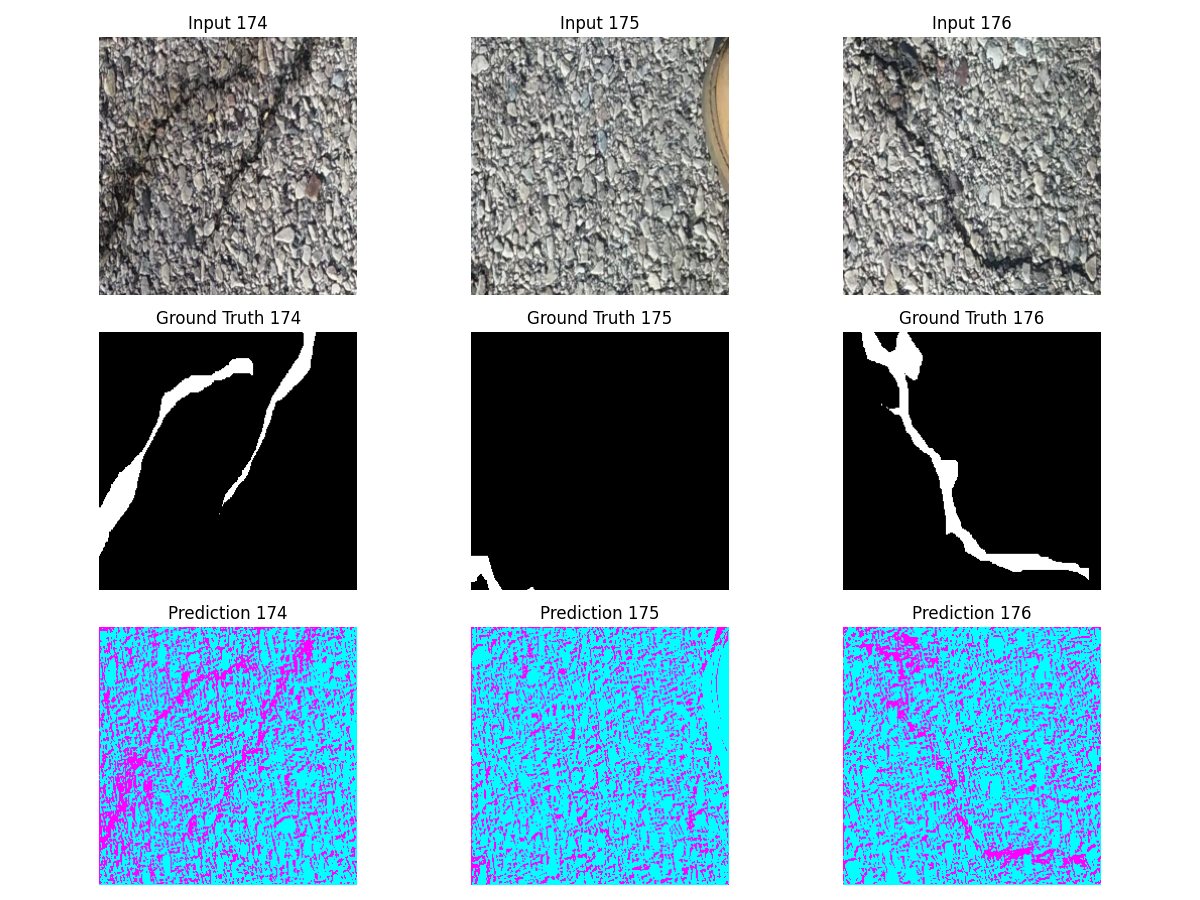 Input 174
Input 175
Input 176
Ground Truth 174
Ground Truth 175
Ground Truth 176
Prediction 174
Prediction 175
Prediction 176